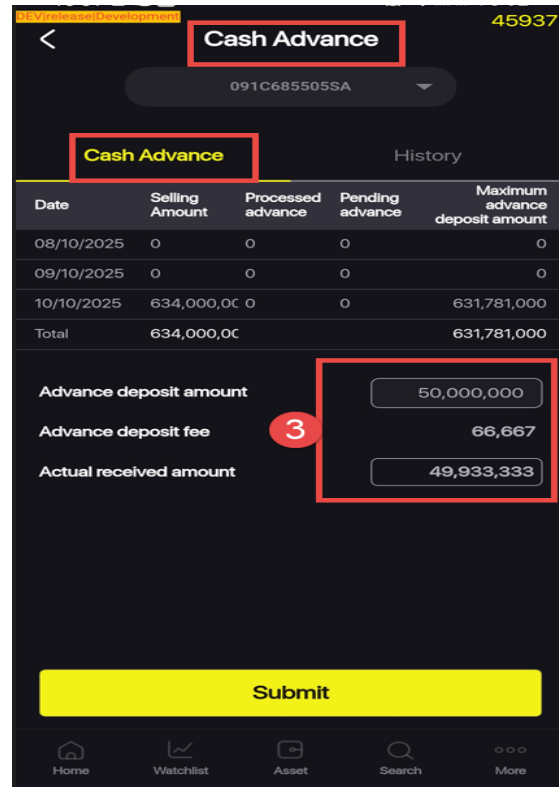 DEV|release|Development
45937
Cash Advance
091C685505SA
Cash Advance History
Date Selling Amount Processed advance Pending advance Maximum advance deposit amount
08/10/2025 0 0 0 0
09/10/2025 0 0 0 0
10/10/2025 634,000,0C 0 0 631,781,000
Total 634,000,0C 631,781,000
Advance deposit amount 50,000,000
3
Advance deposit fee 66,667
Actual received amount 49,933,333
Submit
Home Watchlist Asset Search More